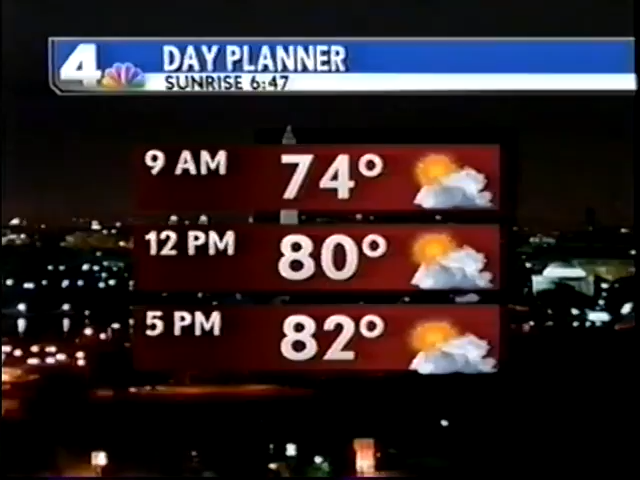 4
DAY PLANNER
SUNRISE 6:47
9 AM 74°
12 PM 80°
5 PM 82°